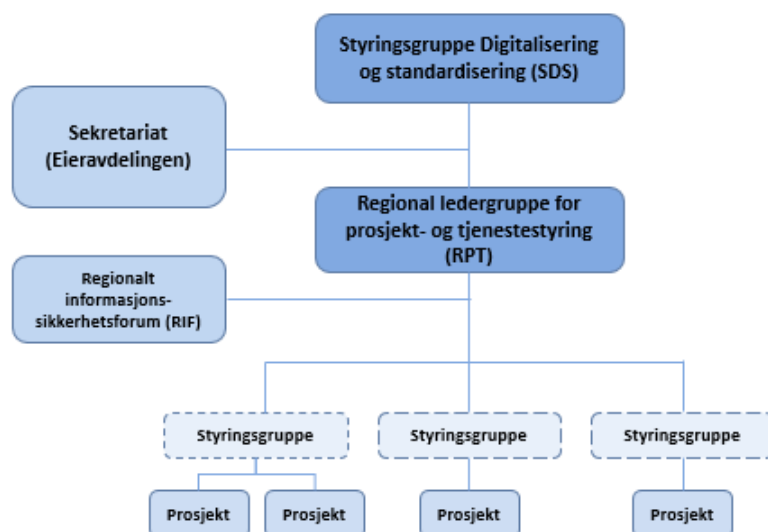 Styringsgruppe Digitalisering
og standardisering (SDS)
Sekretariat
(Eieravdelingen)
Regional ledergruppe for
prosjekt- og tjenestestyring
(RPT)
Regionalt
informasjons-
sikkerhetsforum (RIF)
Styringsgruppe
Styringsgruppe
Styringsgruppe
Prosjekt
Prosjekt
Prosjekt
Prosjekt